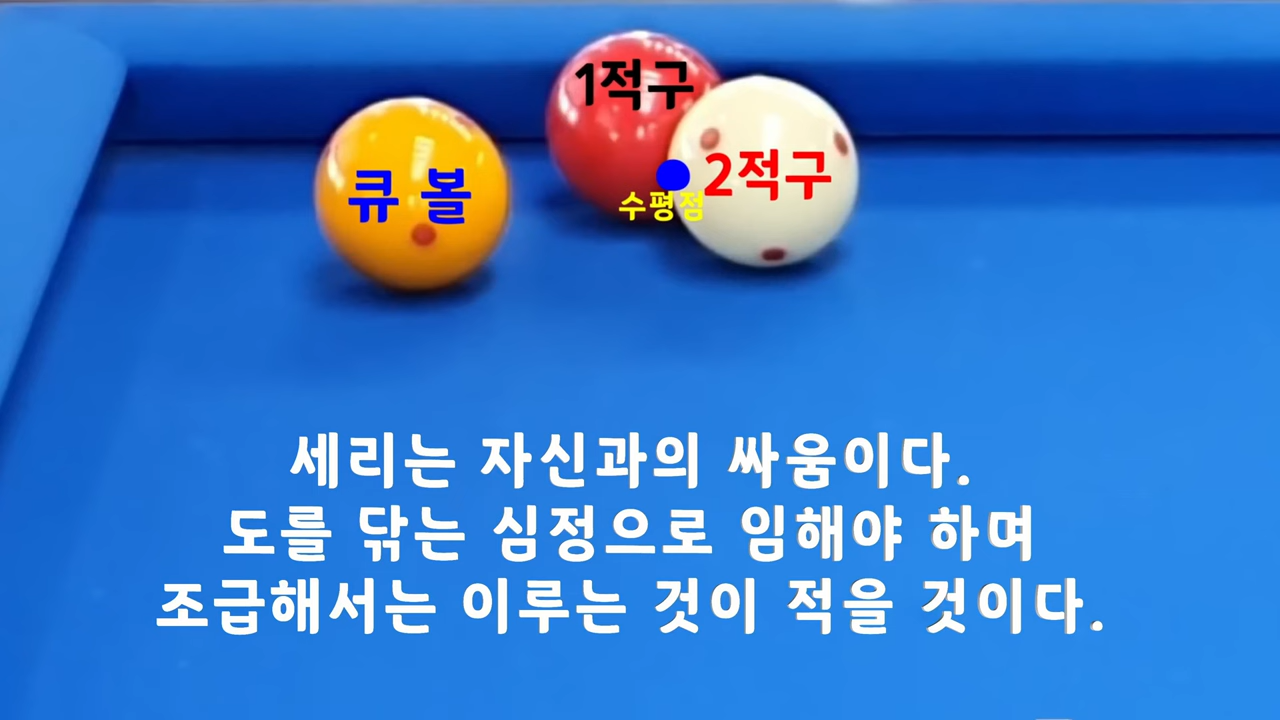 1적구
큐 볼
2적구
수평점
세리는 자신과의 싸움이다.
도를 닦는 심정으로 임해야 하며
조급해서는 이루는 것이 적을 것이다.